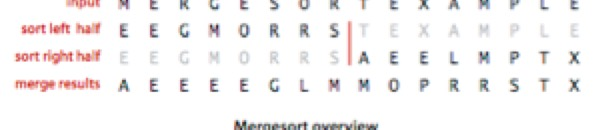 input M E R G E S O R T E X A M P L E
sort left half E E G M O R R S T E X A M P L E
sort right half E E G M O R R S A E E L M P T X
merge results A E E E E G L M M O P R R S T X
Mergesort overview